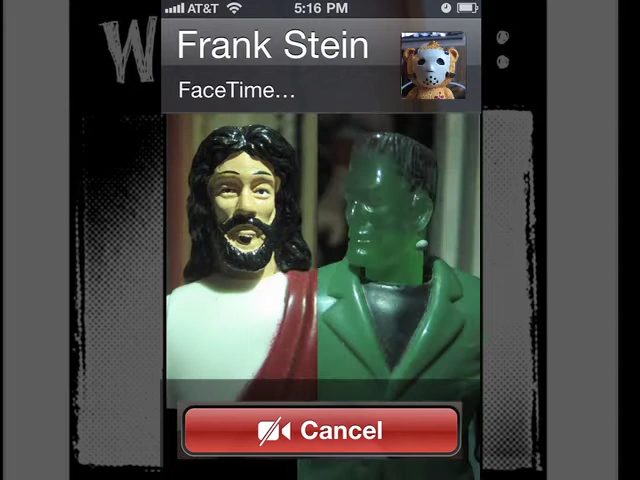 W :
AT&T 5:16 PM
Frank Stein
FaceTime...
Cancel